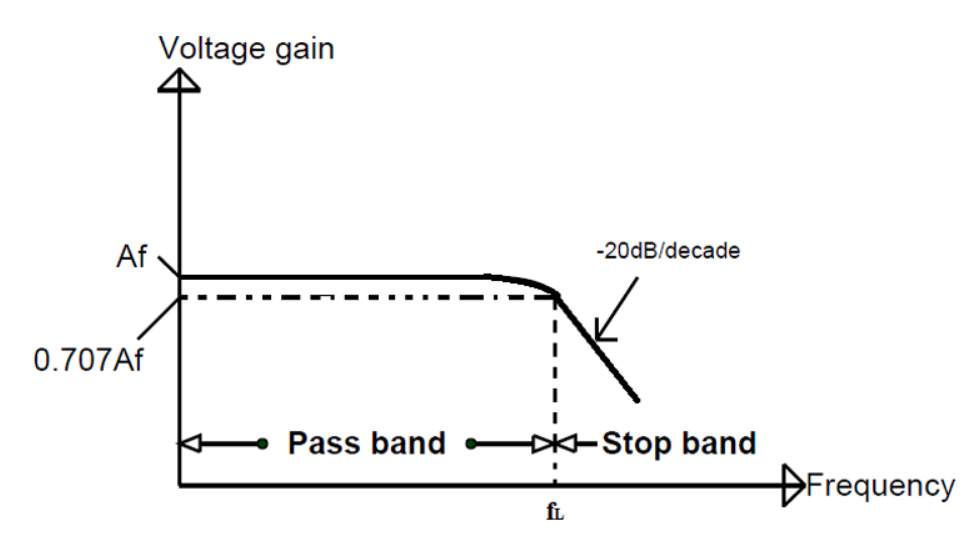 Voltage gain
Af
-20dB/decade
0.707Af
Pass band
Stop band
Frequency
fL